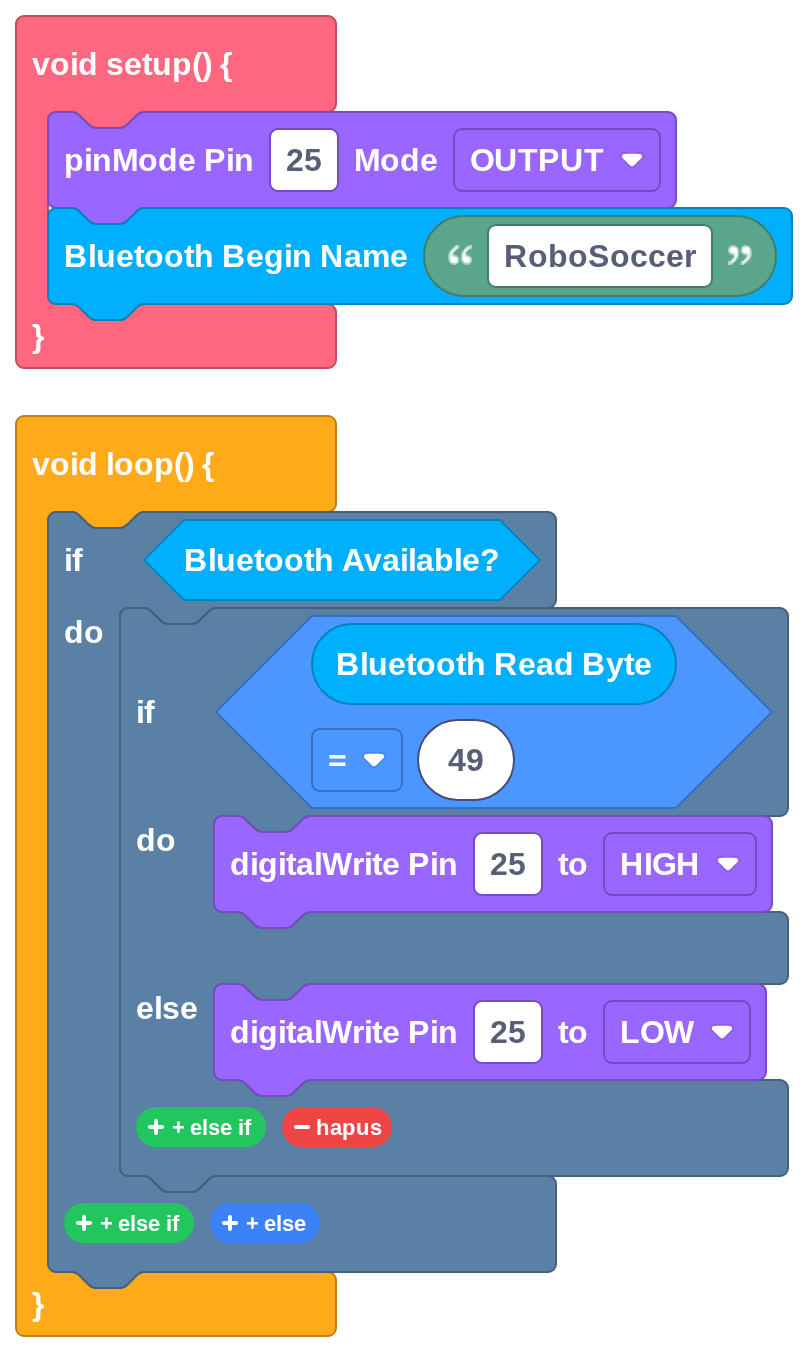 void setup() {
pinMode Pin 25 Mode OUTPUT
Bluetooth Begin Name “ RoboSoccer ”
}
void loop() {
if Bluetooth Available?
do
Bluetooth Read Byte
if
= 49
do digitalWrite Pin 25 to HIGH
else digitalWrite Pin 25 to LOW
+ + else if − hapus
+ + else if + + else
}